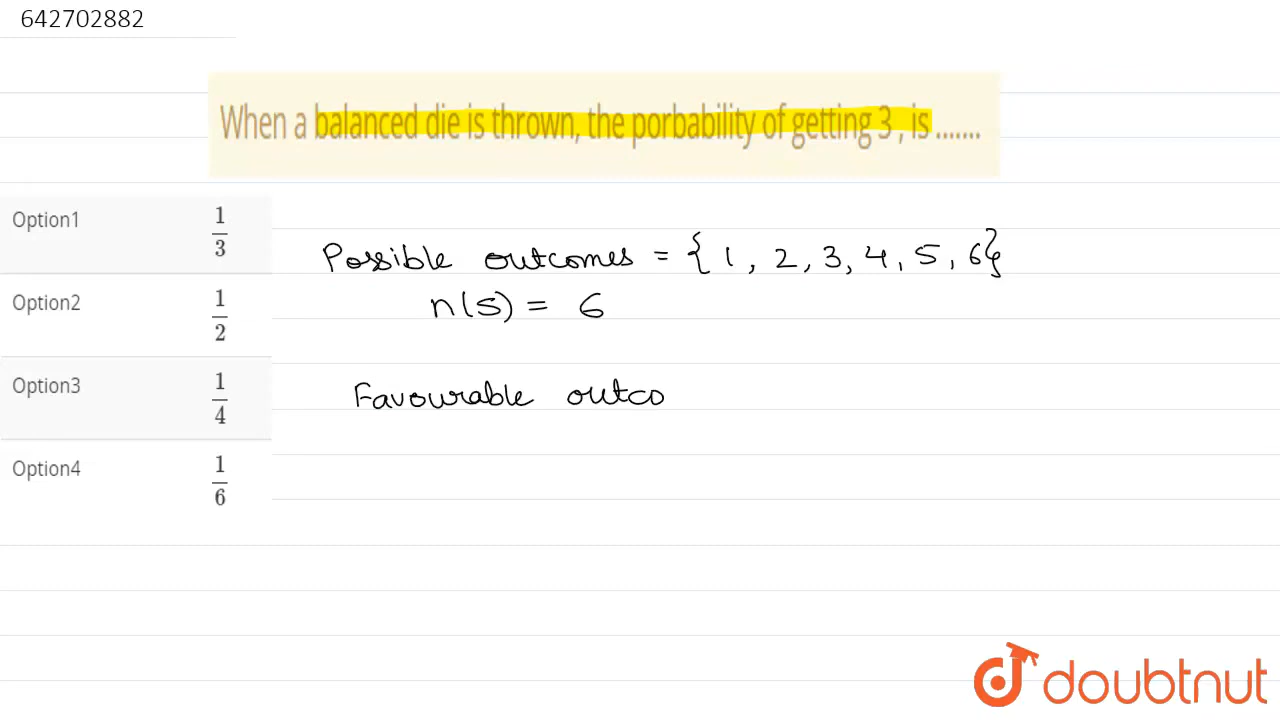 642702882
When a balanced die is thrown, the porbability of getting 3 , is .......
Option1 1/3
Possible outcomes = { 1 , 2 , 3 , 4 , 5 , 6 }
Option2 1/2
n(S) = 6
Option3 1/4
Favourable outco
Option4 1/6
doubtnut